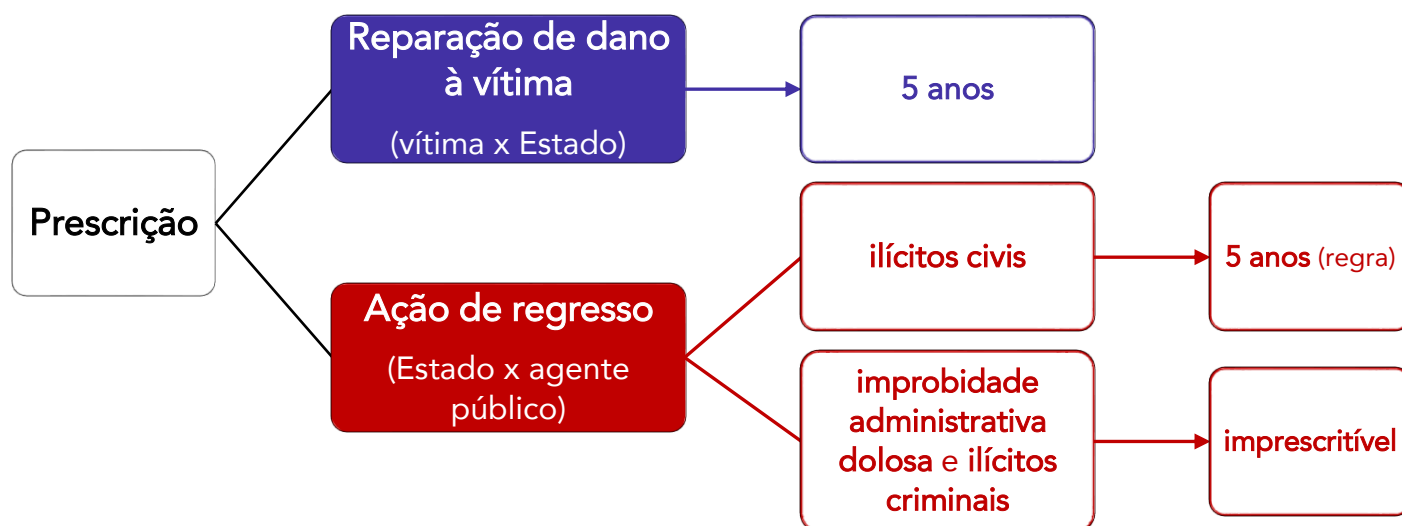 Prescrição
Reparação de dano
à vítima
(vítima x Estado)
5 anos
Ação de regresso
(Estado x agente
público)
ilícitos civis
5 anos (regra)
improbidade
administrativa
dolosa e ilícitos
criminais
imprescritível